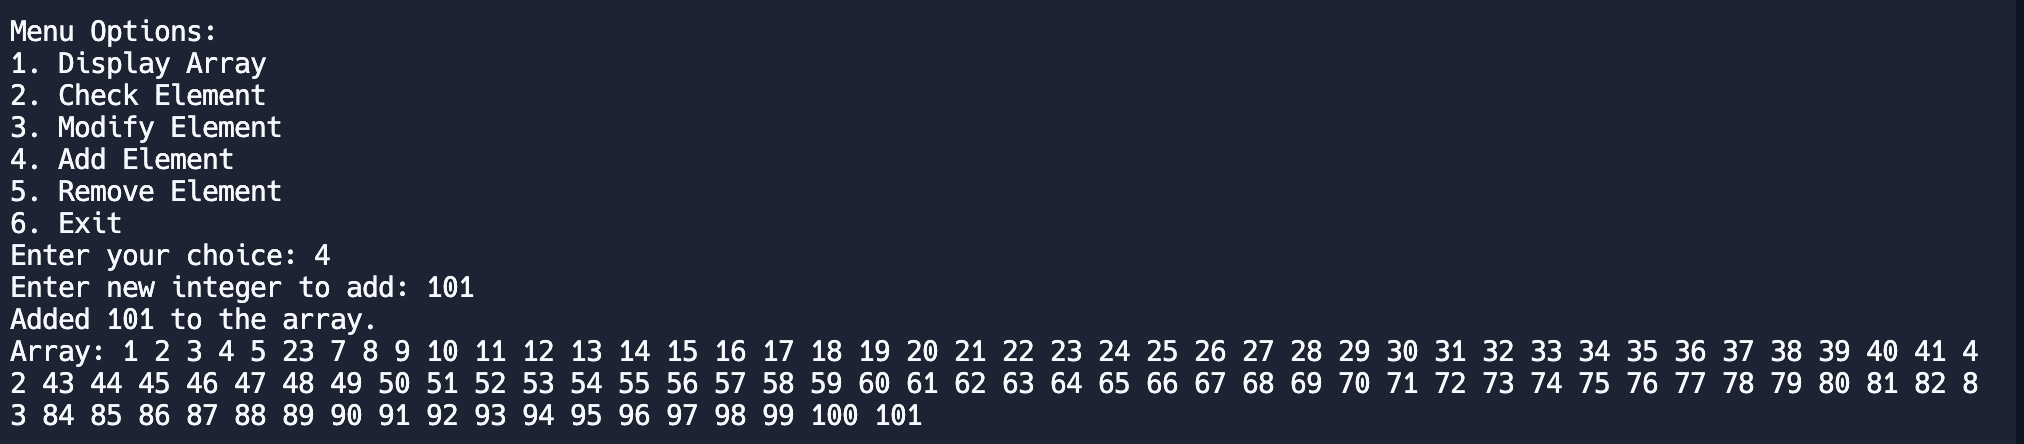 Menu Options:
1. Display Array
2. Check Element
3. Modify Element
4. Add Element
5. Remove Element
6. Exit
Enter your choice: 4
Enter new integer to add: 101
Added 101 to the array.
Array: 1 2 3 4 5 23 7 8 9 10 11 12 13 14 15 16 17 18 19 20 21 22 23 24 25 26 27 28 29 30 31 32 33 34 35 36 37 38 39 40 41 4
2 43 44 45 46 47 48 49 50 51 52 53 54 55 56 57 58 59 60 61 62 63 64 65 66 67 68 69 70 71 72 73 74 75 76 77 78 79 80 81 82 8
3 84 85 86 87 88 89 90 91 92 93 94 95 96 97 98 99 100 101